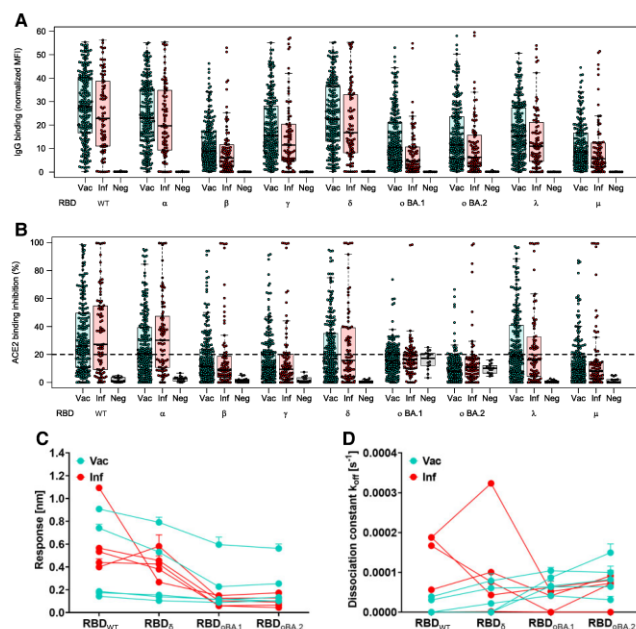 A
IgG binding (normalized MFI)
60
50
40
30
20
10
0
Vac Inf Neg Vac Inf Neg Vac Inf Neg Vac Inf Neg Vac Inf Neg Vac Inf Neg Vac Inf Neg Vac Inf Neg Vac Inf Neg
RBD WT α β γ δ ο BA.1 ο BA.2 λ μ
B
ACE2 binding inhibition (%)
100
80
60
40
20
0
Vac Inf Neg Vac Inf Neg Vac Inf Neg Vac Inf Neg Vac Inf Neg Vac Inf Neg Vac Inf Neg Vac Inf Neg Vac Inf Neg
RBD WT α β γ δ ο BA.1 ο BA.2 λ μ
C
Response [nm]
1.4
1.2
1.0
0.8
0.6
0.4
0.2
0.0
Vac
Inf
RBDWT RBDδ RBDοBA.1 RBDοBA.2
D
Dissociation constant koff [s-1]
0.0004
0.0003
0.0002
0.0001
0.0000
Vac
Inf
RBDWT RBDδ RBDοBA.1 RBDοBA.2